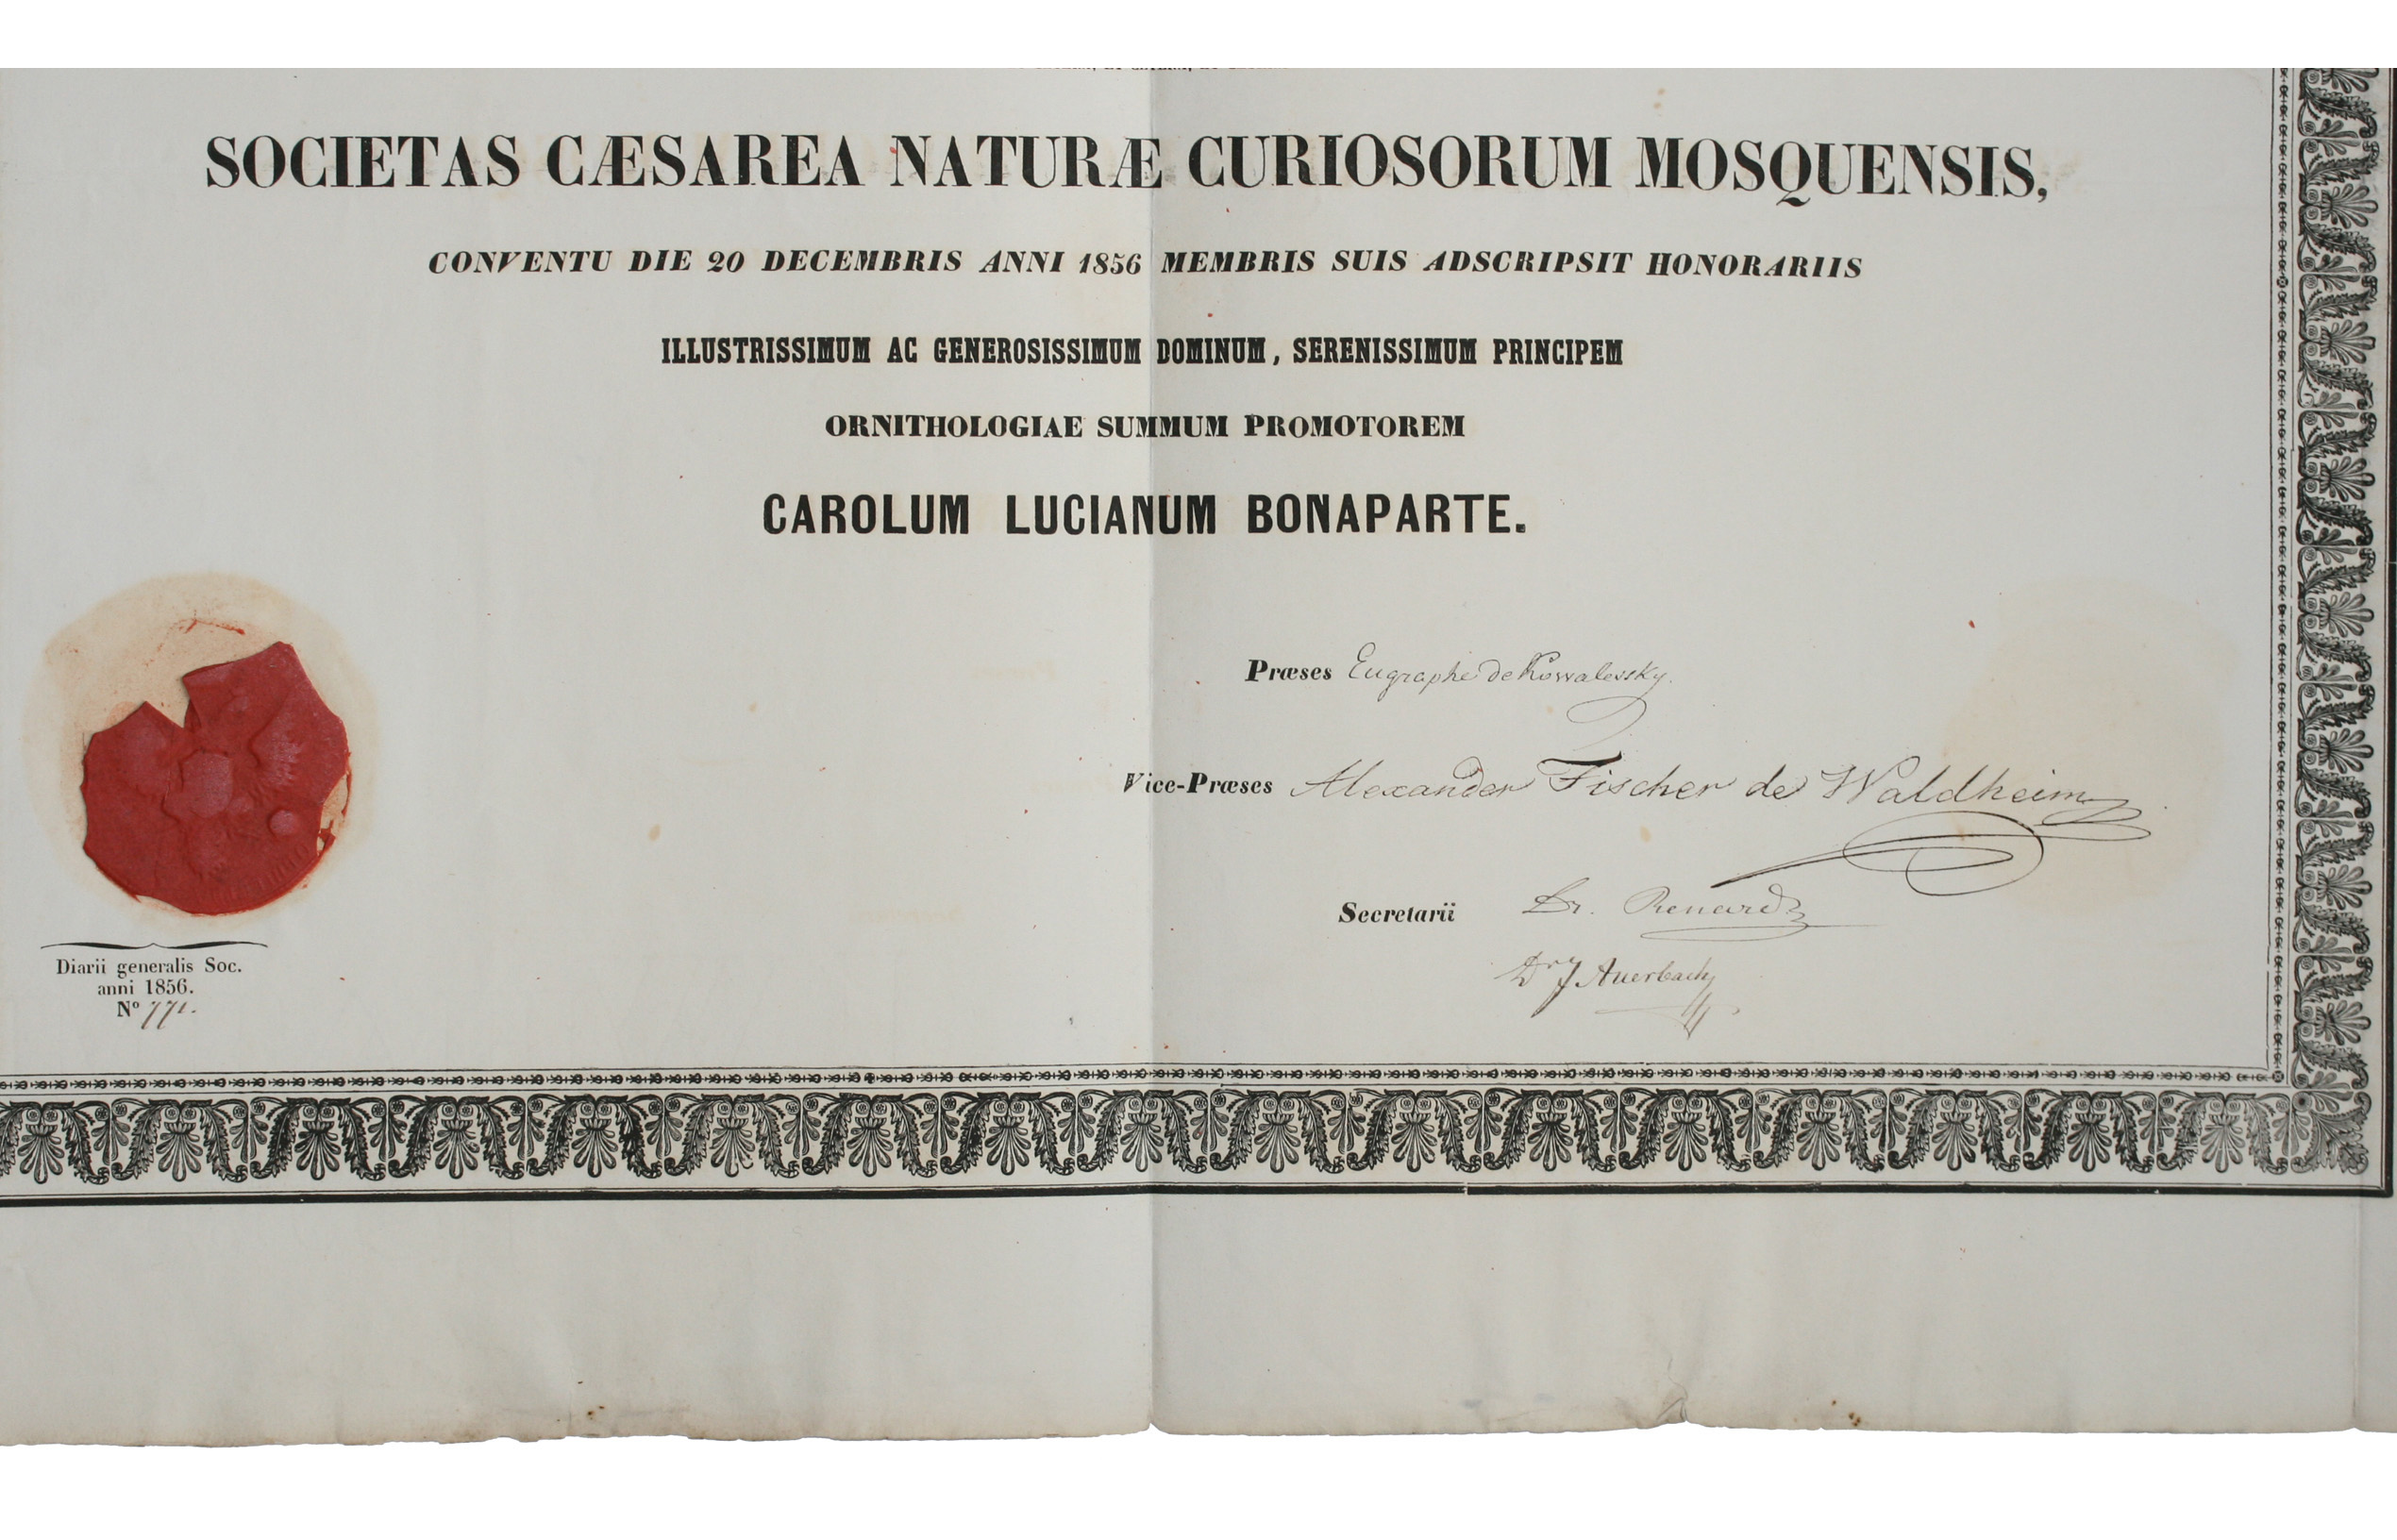 SOCIETAS CÆSAREA NATURÆ CURIOSORUM MOSQUENSIS,
CONVENTU DIE 20 DECEMBRIS ANNI 1856 MEMBRIS SUIS ADSCRIPSIT HONORARIIS
ILLUSTRISSIMUM AC GENEROSISSIMUM DOMINUM, SERENISSIMUM PRINCIPEM
ORNITHOLOGIAE SUMMUM PROMOTOREM
CAROLUM LUCIANUM BONAPARTE.
Præses Eugraphe de Kowalevsky.
Vice-Præses Alexander Fischer de Waldheim
Secretarii Dr. Renard
Dr J Auerbach
Diarii generalis Soc.
anni 1856.
Nº 771.